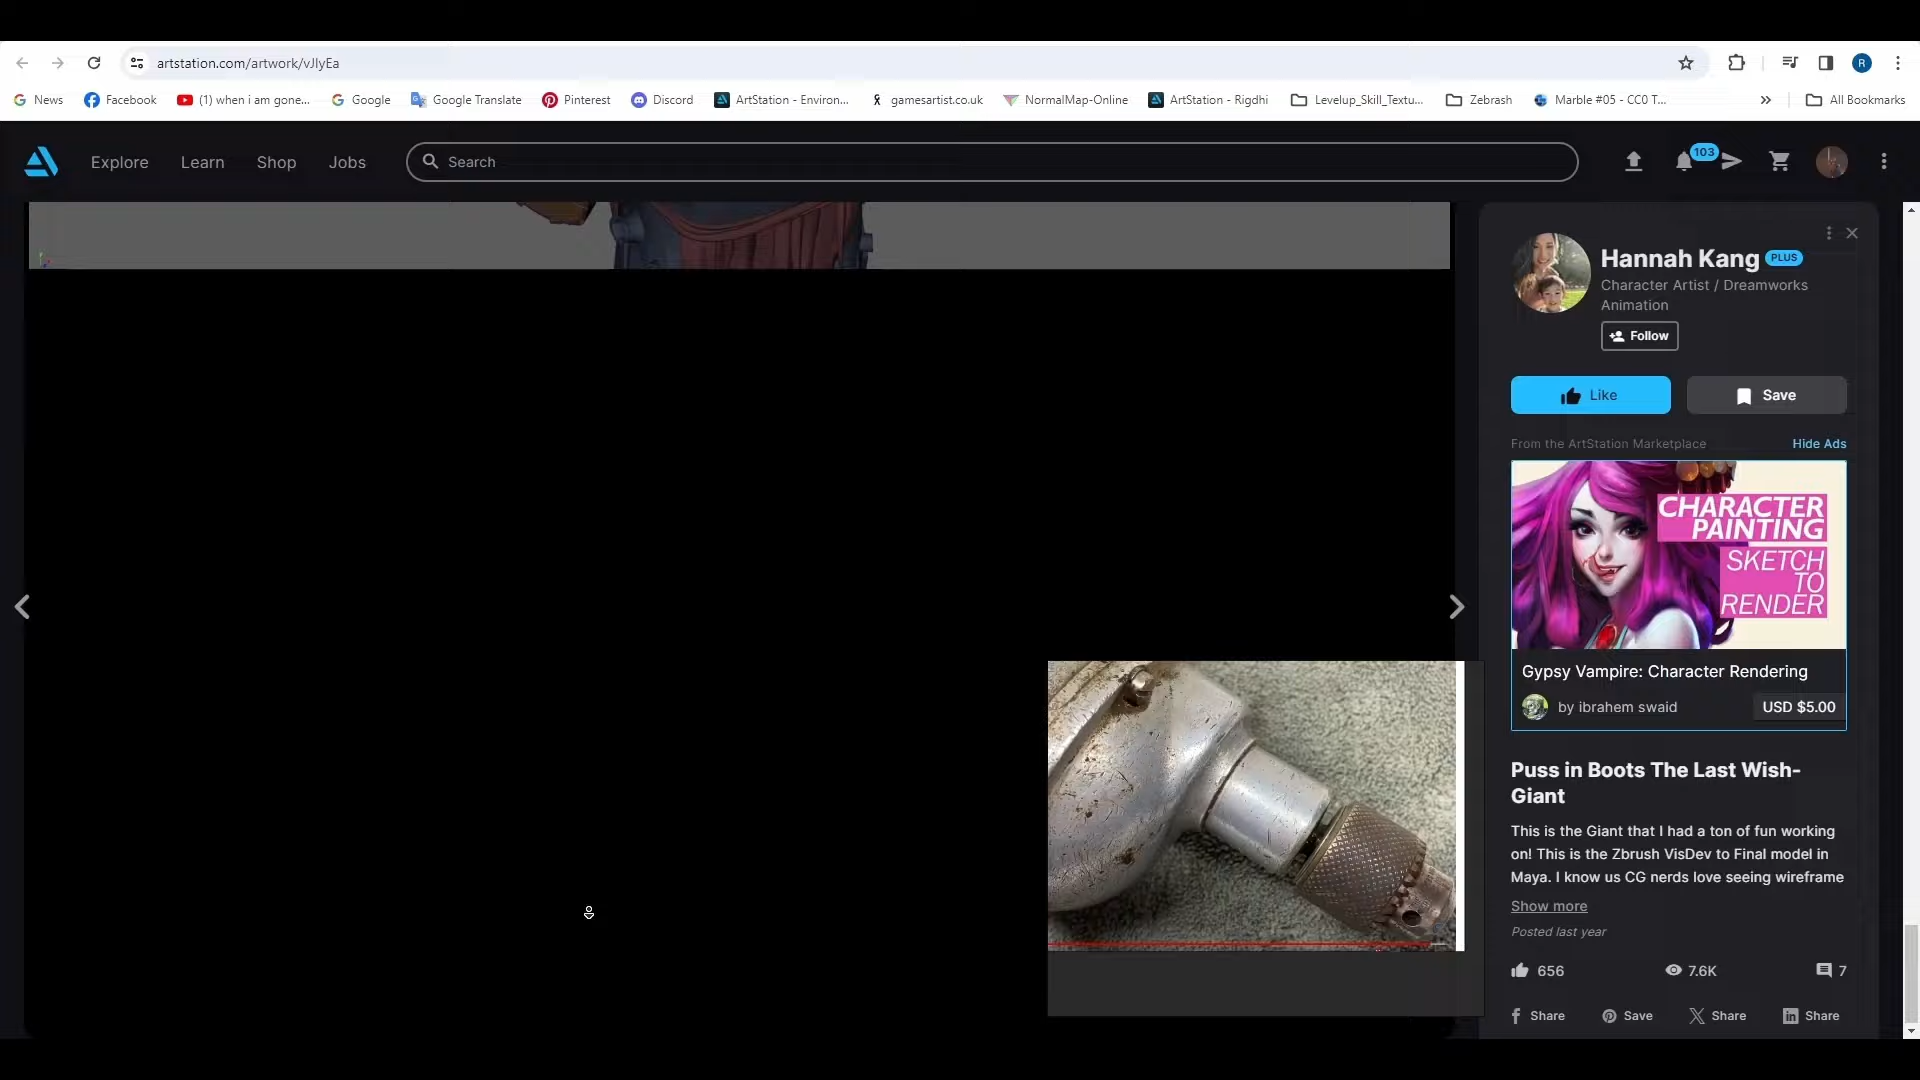 artstation.com/artwork/vJlyEa
R
News
Facebook
(1) when i am gone...
Google
Google Translate
Pinterest
Discord
ArtStation - Environ...
gamesartist.co.uk
NormalMap-Online
ArtStation - Rigdhi
Levelup_Skill_Textu...
Zebrash
Marble #05 - CC0 T...
All Bookmarks
Explore
Learn
Shop
Jobs
Search
103
Hannah Kang PLUS
Character Artist / Dreamworks
Animation
Follow
Like
Save
From the ArtStation Marketplace
Hide Ads
CHARACTER
PAINTING
SKETCH
TO
RENDER
Gypsy Vampire: Character Rendering
by ibrahem swaid
USD $5.00
Puss in Boots The Last Wish-
Giant
This is the Giant that I had a ton of fun working
on! This is the Zbrush VisDev to Final model in
Maya. I know us CG nerds love seeing wireframe
Show more
Posted last year
656
7.6K
7
Share
Save
Share
Share